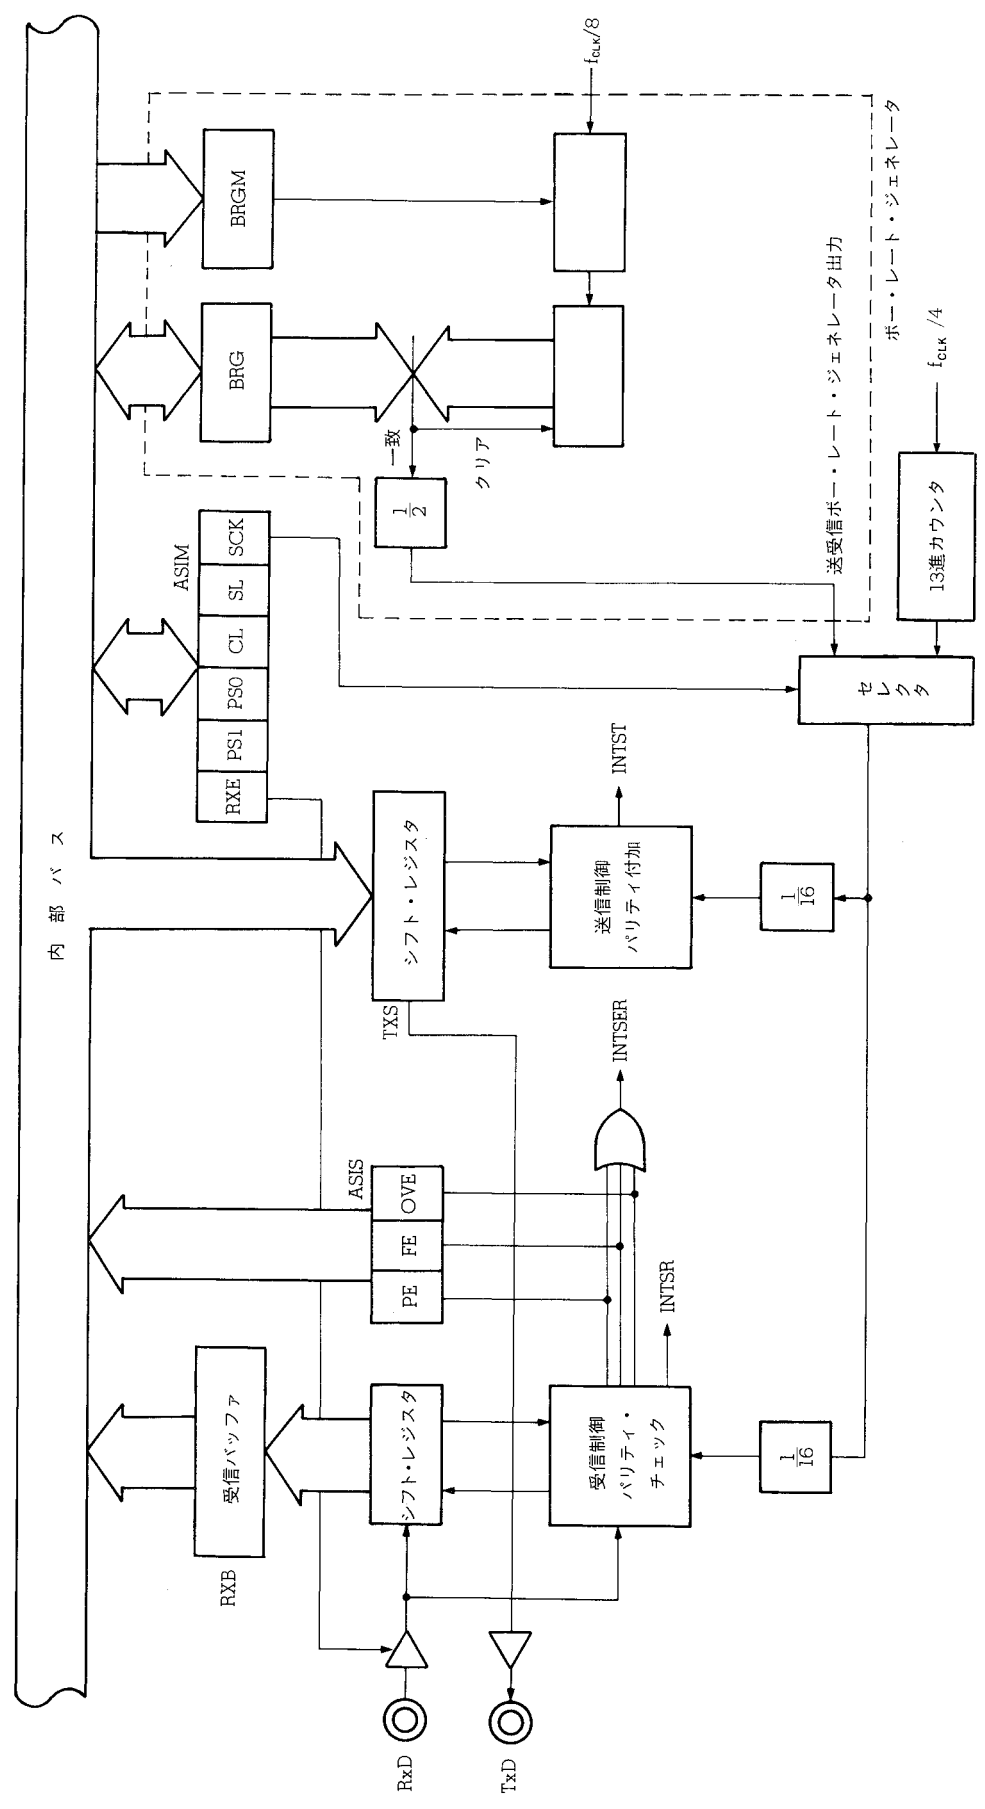 内部バス
RXB
受信バッファ
ASIS
PE
FE
OVE
ASIM
RXE
PS1
PS0
CL
SL
SCK
BRG
BRGM
RxD
シフト・レジスタ
TXS
シフト・レジスタ
一致
クリア
1/2
TxD
受信制御
パリティ・
チェック
INTSER
INTSR
送信制御
パリティ付加
INTST
fCLK/8
1/16
1/16
セレクタ
送受信ボー・レート・ジェネレータ出力
ボー・レート・ジェネレータ
13進カウンタ
fCLK /4